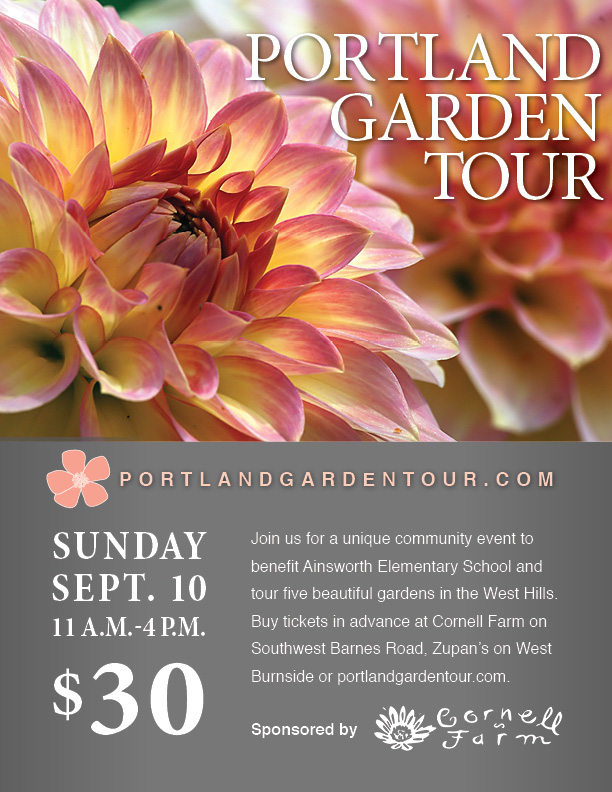 PORTLAND
GARDEN
TOUR
PORTLANDGARDENTOUR.COM
SUNDAY
SEPT. 10
11 A.M.-4 P.M.
$30
Join us for a unique community event to
benefit Ainsworth Elementary School and
tour five beautiful gardens in the West Hills.
Buy tickets in advance at Cornell Farm on
Southwest Barnes Road, Zupan’s on West
Burnside or portlandgardentour.com.
Sponsored by
Cornell
Farm